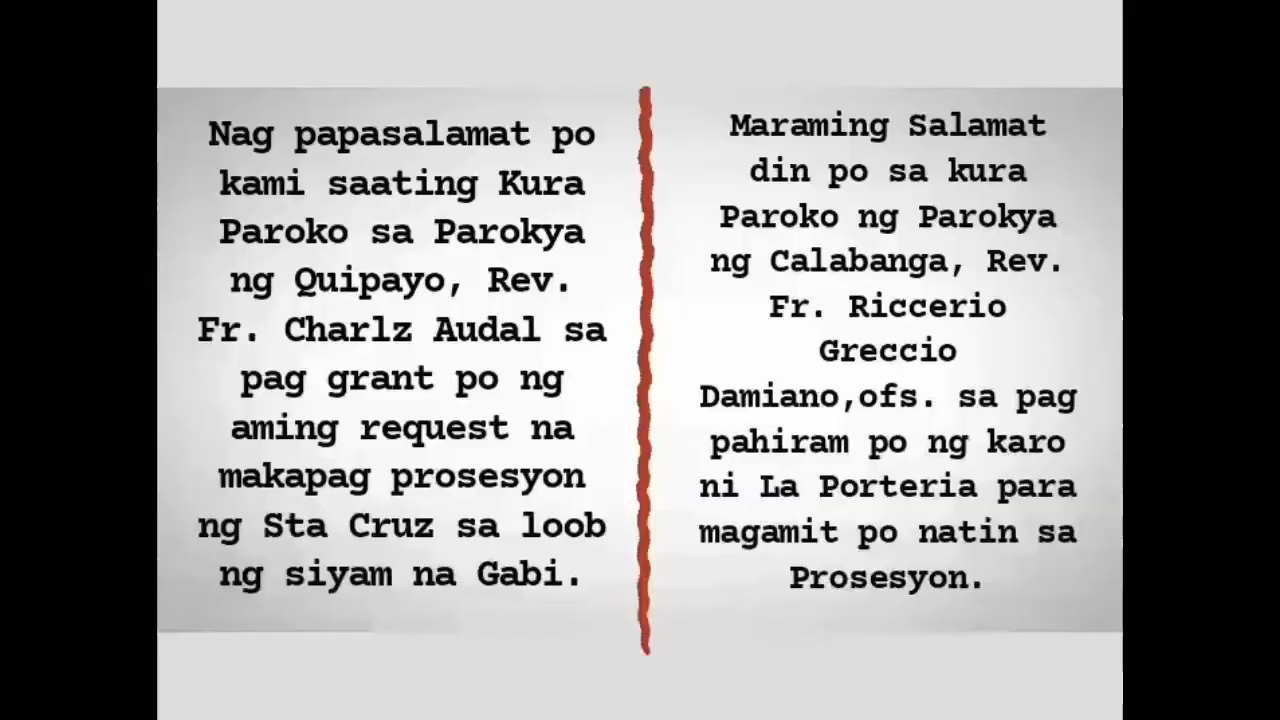 Nag papasalamat po
kami saating Kura
Paroko sa Parokya
ng Quipayo, Rev.
Fr. Charlz Audal sa
pag grant po ng
aming request na
makapag prosesyon
ng Sta Cruz sa loob
ng siyam na Gabi.
Maraming Salamat
din po sa kura
Paroko ng Parokya
ng Calabanga, Rev.
Fr. Riccerio
Greccio
Damiano,ofs. sa pag
pahiram po ng karo
ni La Porteria para
magamit po natin sa
Prosesyon.